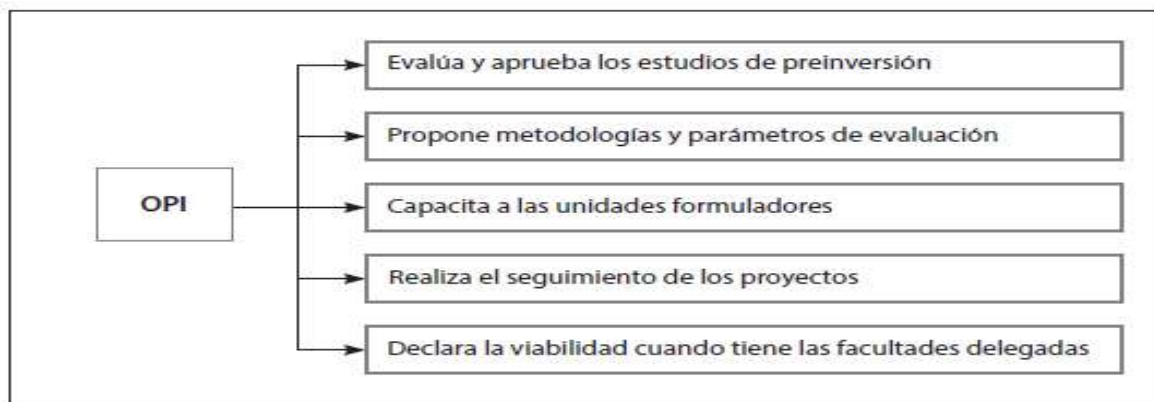 Evalúa y aprueba los estudios de preinversión
Propone metodologías y parámetros de evaluación
OPI
Capacita a las unidades formuladores
Realiza el seguimiento de los proyectos
Declara la viabilidad cuando tiene las facultades delegadas